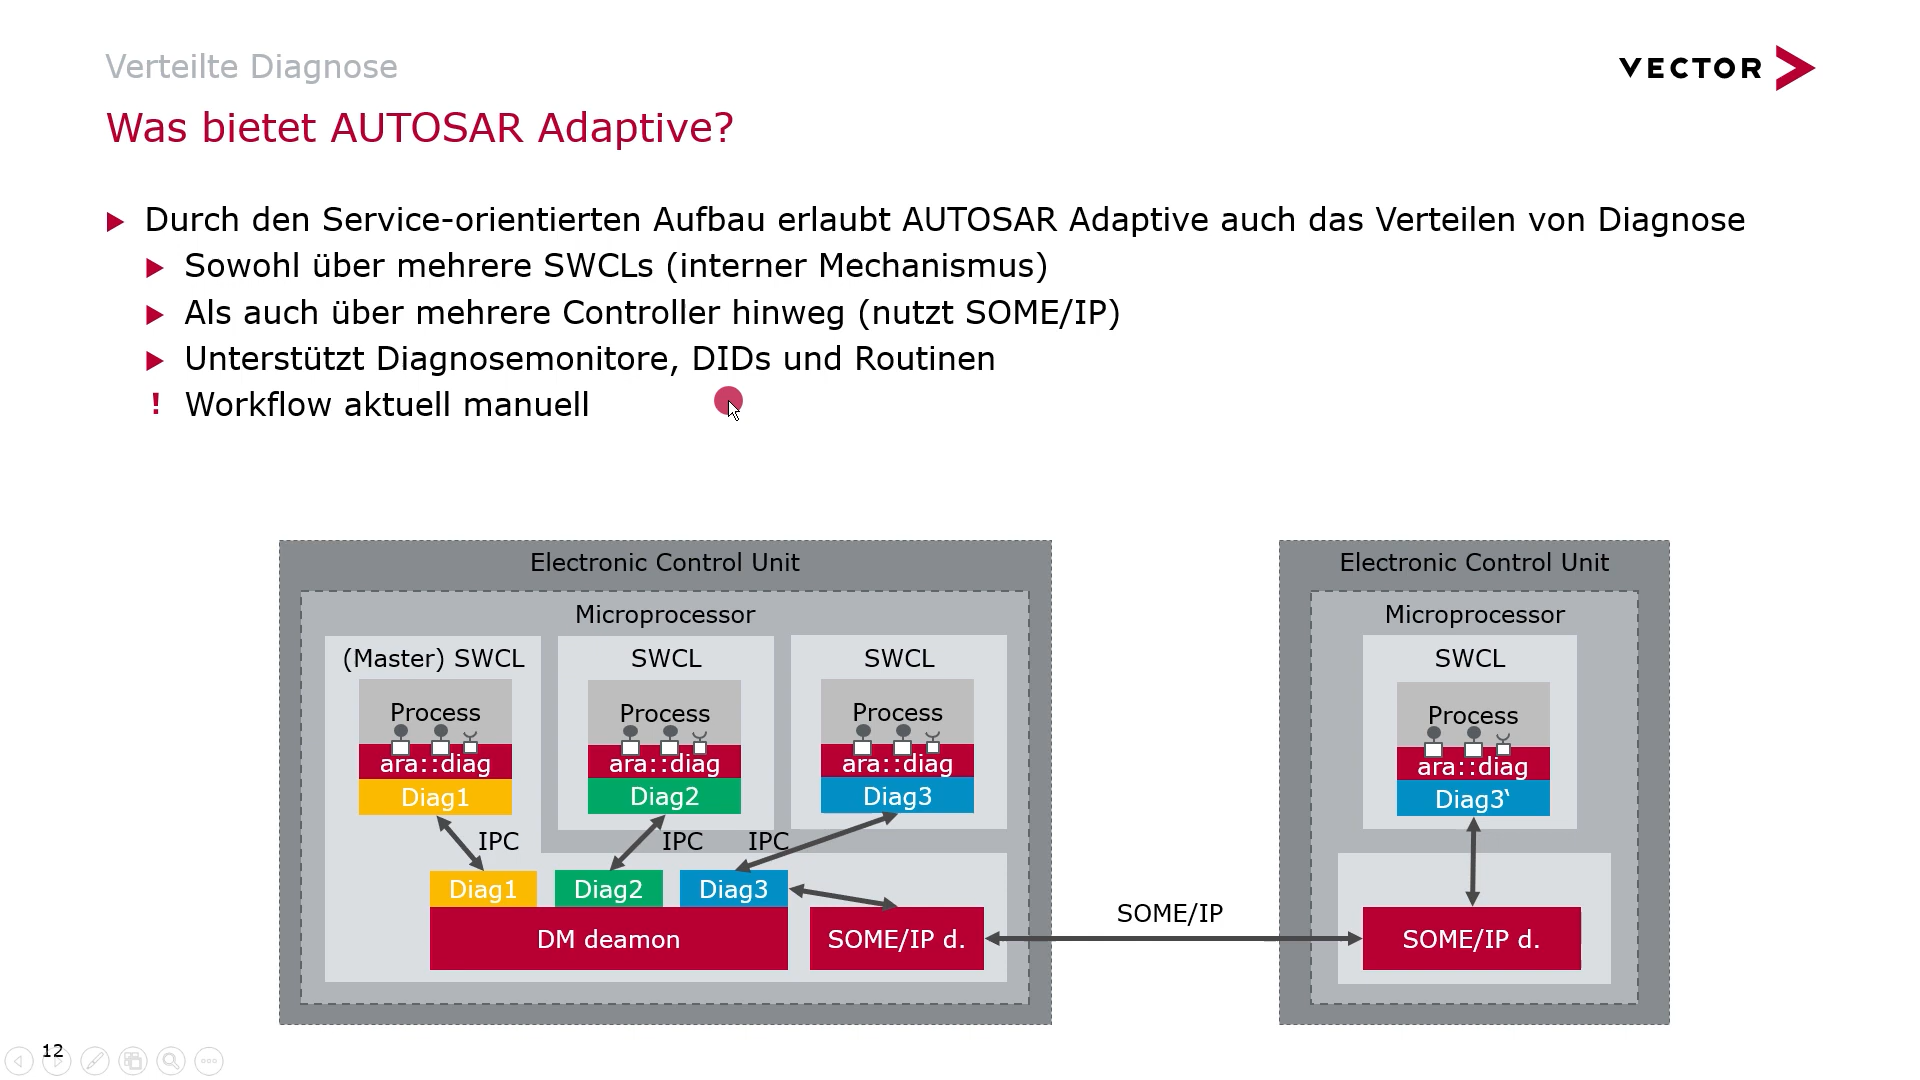 Verteilte Diagnose
VECTOR
Was bietet AUTOSAR Adaptive?
Durch den Service-orientierten Aufbau erlaubt AUTOSAR Adaptive auch das Verteilen von Diagnose
Sowohl über mehrere SWCLs (interner Mechanismus)
Als auch über mehrere Controller hinweg (nutzt SOME/IP)
Unterstützt Diagnosemonitore, DIDs und Routinen
! Workflow aktuell manuell
Electronic Control Unit
Microprocessor
(Master) SWCL
Process
ara::diag
Diag1
SWCL
Process
ara::diag
Diag2
SWCL
Process
ara::diag
Diag3
IPC
IPC
IPC
Diag1
Diag2
Diag3
DM deamon
SOME/IP d.
SOME/IP
Electronic Control Unit
Microprocessor
SWCL
Process
ara::diag
Diag3‘
SOME/IP d.
12